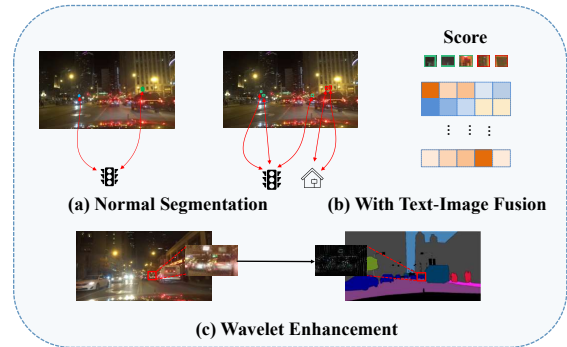 Score
(a) Normal Segmentation
(b) With Text-Image Fusion
(c) Wavelet Enhancement